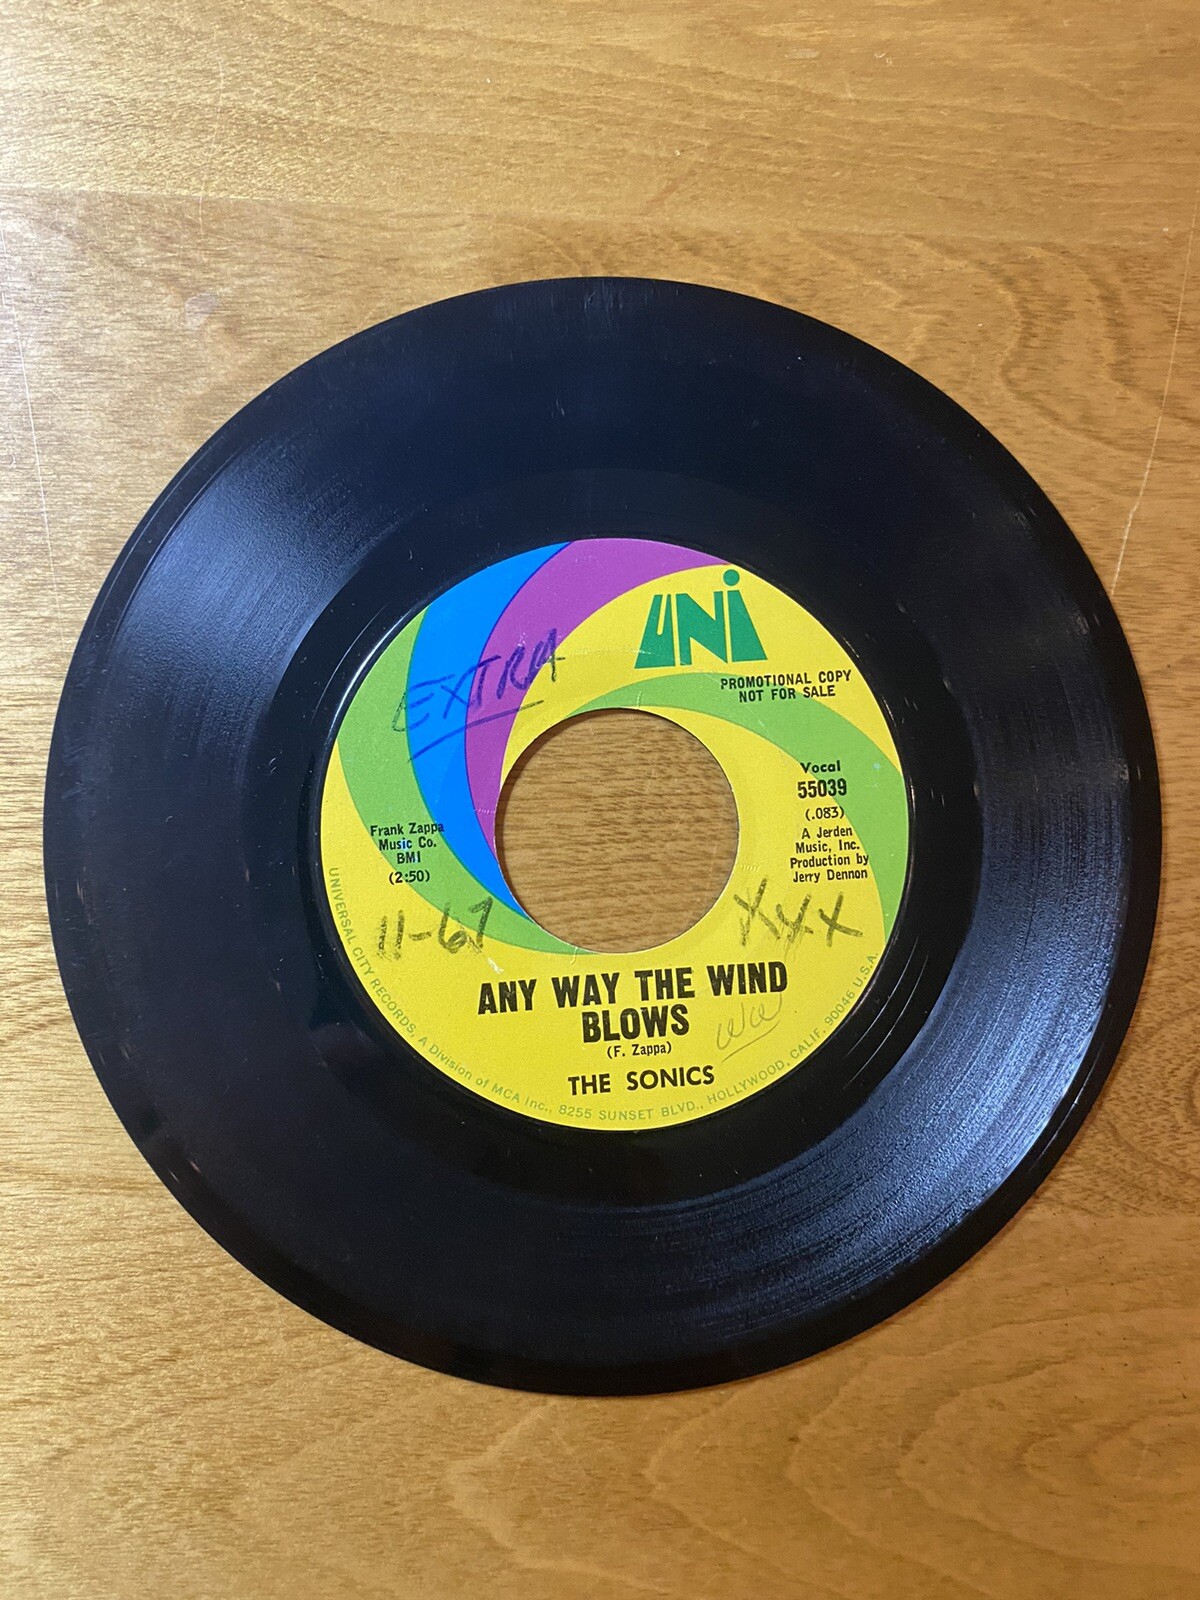 UNi
PROMOTIONAL COPY
NOT FOR SALE
EXTRA
Vocal
55039
(.083)
A Jerden
Music, Inc.
Production by
Jerry Dennon
Frank Zappa
Music Co.
BMI
(2:50)
11-67
XXX
ANY WAY THE WIND
BLOWS
(F. Zappa)
WW
THE SONICS
UNIVERSAL CITY RECORDS, A Division of MCA Inc., 8255 SUNSET BLVD., HOLLYWOOD, CALIF. 90046 U.S.A.